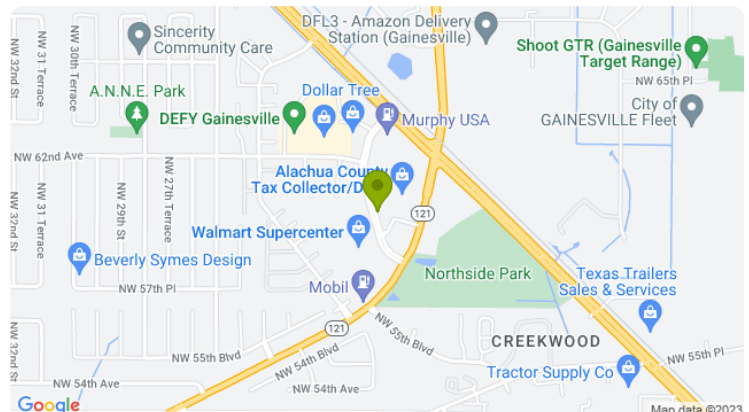 DFL3 - Amazon Delivery
Station (Gainesville)
Sincerity
Community Care
Shoot GTR (Gainesville
Target Range)
NW 32nd St
NW 31 Terrace
NW 30th Terrace
NW 65th Pl
A.N.N.E. Park
Dollar Tree
DEFY Gainesville
Murphy USA
City of
GAINESVILLE Fleet
NW 62nd Ave
Alachua County
Tax Collector/D
NW 32nd St
NW 31 Terrace
NW 29th St
NW 27th Terrace
121
Walmart Supercenter
Beverly Symes Design
Northside Park
Texas Trailers
Sales & Services
NW 57th Pl
Mobil
121
NW 55th Blvd
CREEKWOOD
NW 32nd St
NW 55th Blvd
NW 54th Blvd
NW 55th Pl
Tractor Supply Co
NW 54th Ave
NW 54th Ave
Google
Map data ©2023